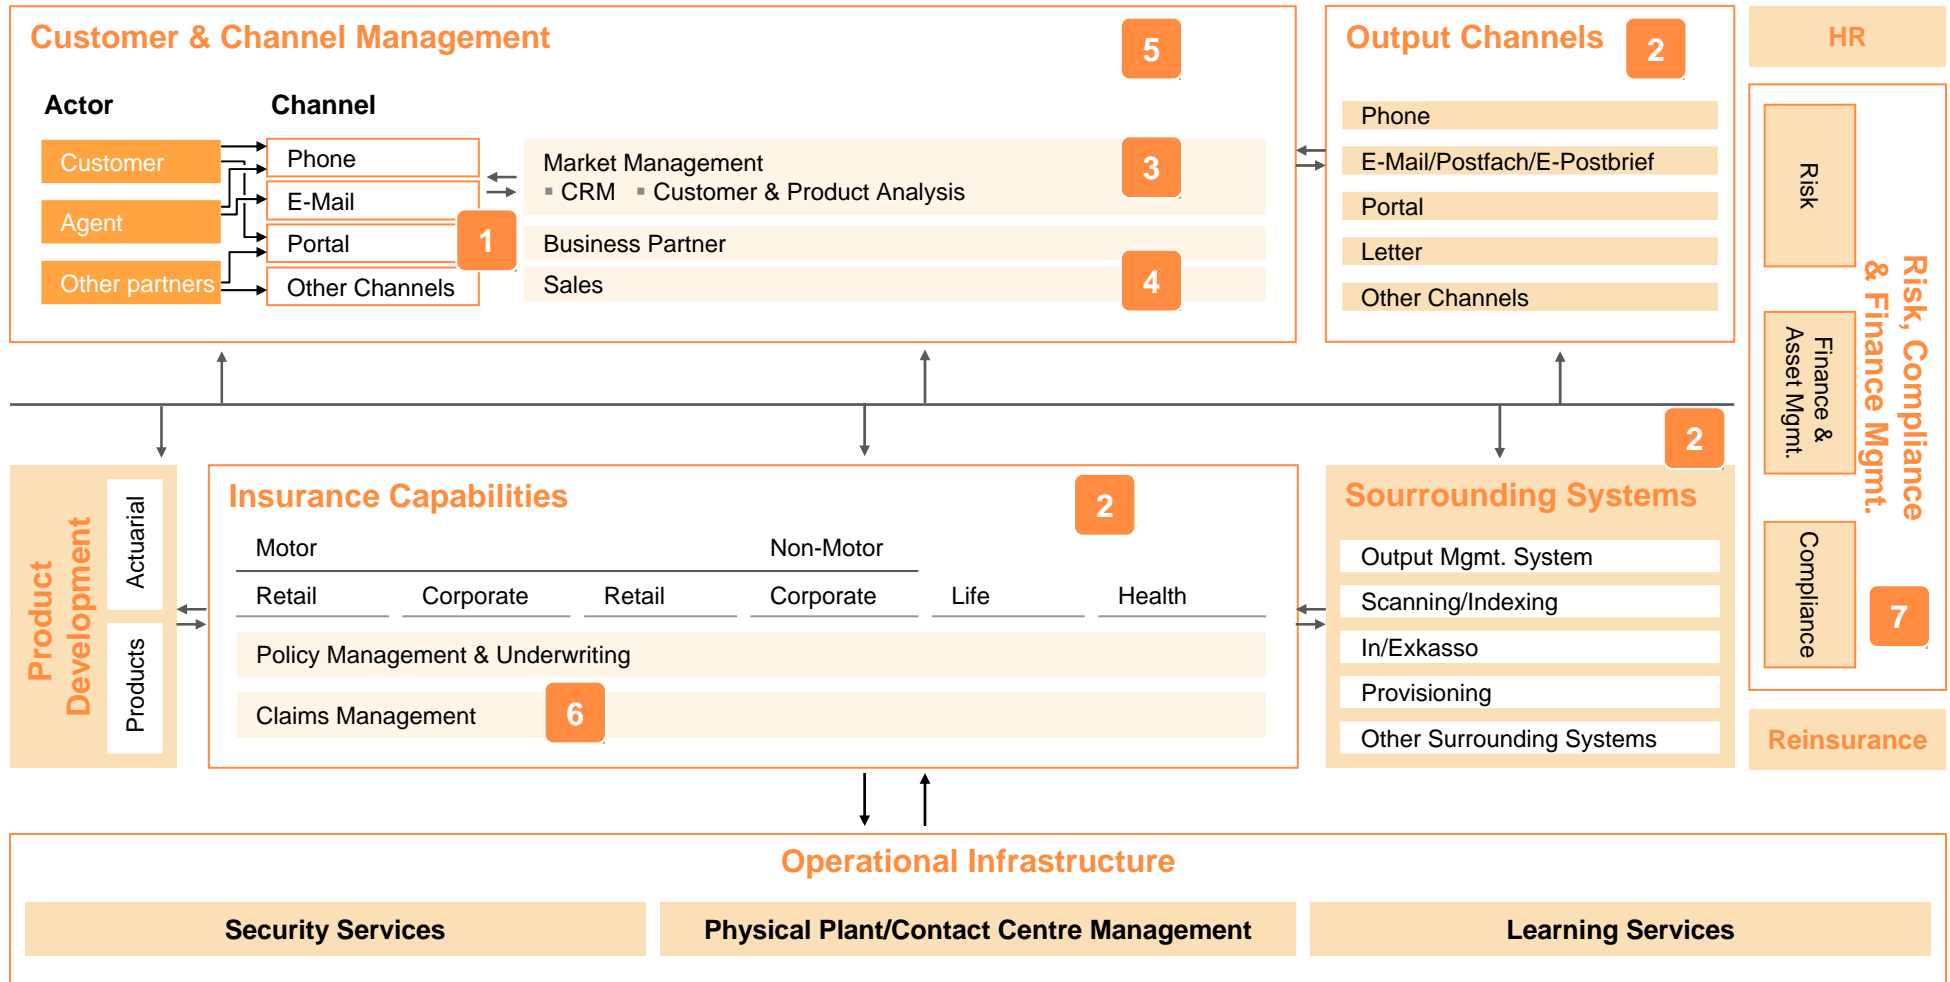 Customer & Channel Management
5
Actor
Channel
Customer
Agent
Other partners
Phone
E-Mail
Portal
Other Channels
1
Market Management
▪ CRM ▪ Customer & Product Analysis
3
Business Partner
Sales
4
Output Channels
2
Phone
E-Mail/Postfach/E-Postbrief
Portal
Letter
Other Channels
HR
Risk, Compliance
& Finance Mgmt.
Risk
Finance &
Asset Mgmt.
Compliance
7
Reinsurance
Product
Development
Actuarial
Products
Insurance Capabilities
2
Motor
Non-Motor
Retail
Corporate
Retail
Corporate
Life
Health
Policy Management & Underwriting
Claims Management
6
2
Sourrounding Systems
Output Mgmt. System
Scanning/Indexing
In/Exkasso
Provisioning
Other Surrounding Systems
Operational Infrastructure
Security Services
Physical Plant/Contact Centre Management
Learning Services